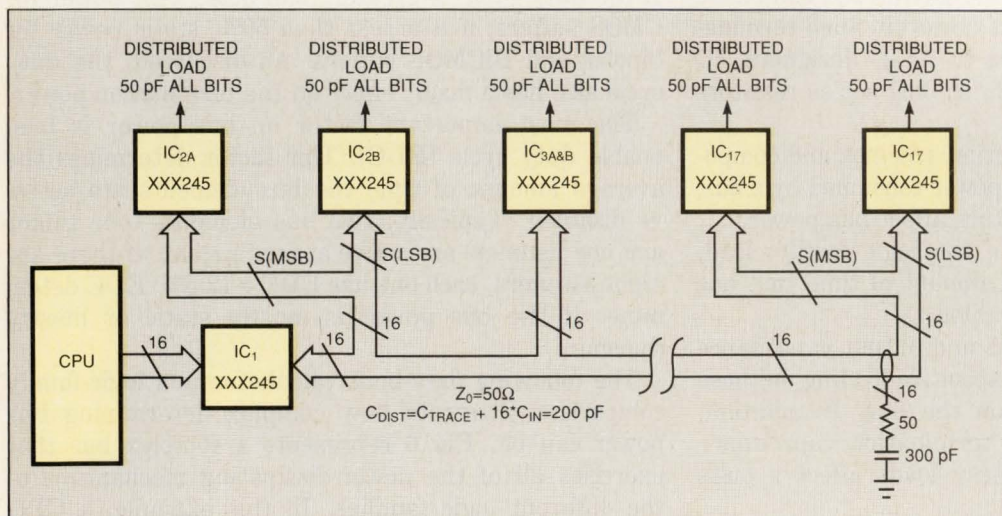 DISTRIBUTED
LOAD
50 pF ALL BITS
DISTRIBUTED
LOAD
50 pF ALL BITS
DISTRIBUTED
LOAD
50 pF ALL BITS
DISTRIBUTED
LOAD
50 pF ALL BITS
DISTRIBUTED
LOAD
50 pF ALL BITS
IC2A
XXX245
IC2B
XXX245
IC3A&B
XXX245
IC17
XXX245
IC17
XXX245
S(MSB)
S(LSB)
S(MSB)
S(LSB)
16
16
16
CPU
16
IC1
XXX245
16
16
Z0=50Ω
CDIST=CTRACE + 16*CIN=200 pF
16
50
300 pF